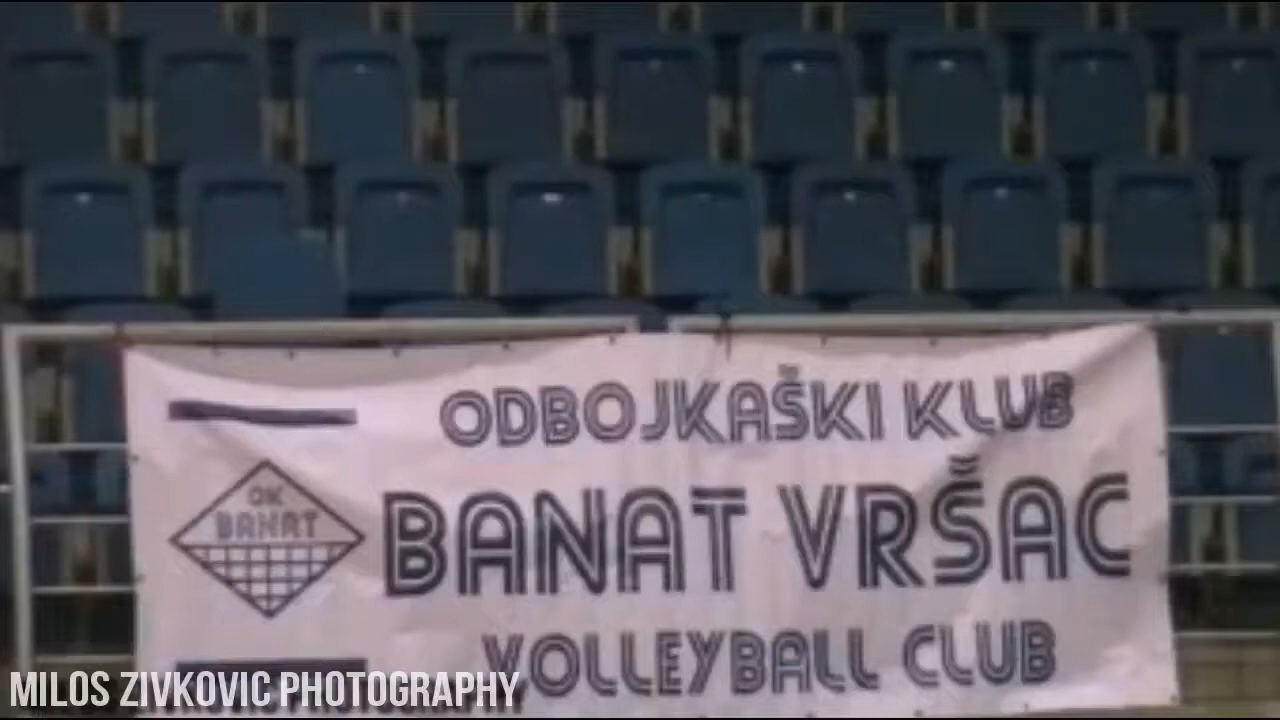 ODBOJKAŠKI KLUB
OK
BANAT
BANAT VRŠAC
VOLLEYBALL CLUB
MILOS ZIVKOVIC PHOTOGRAPHY